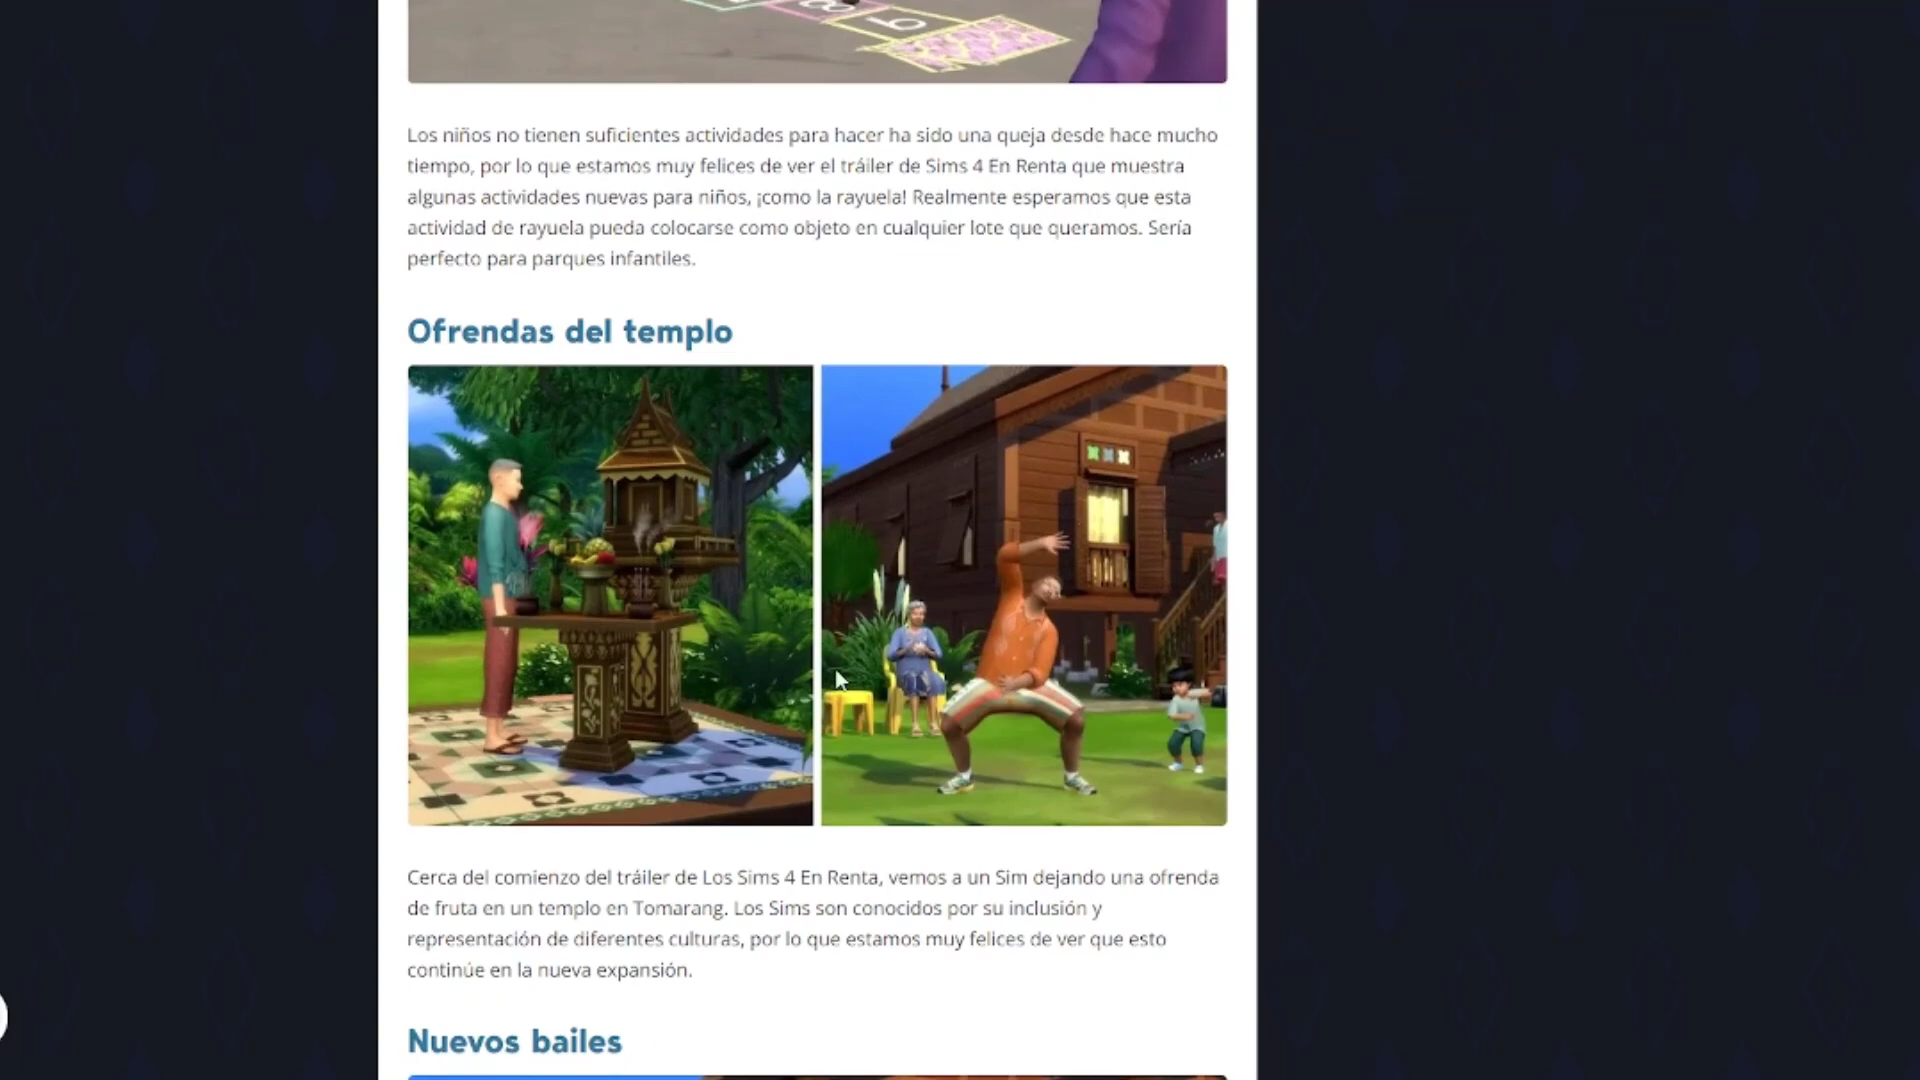 Los niños no tienen suficientes actividades para hacer ha sido una queja desde hace mucho
tiempo, por lo que estamos muy felices de ver el tráiler de Sims 4 En Renta que muestra
algunas actividades nuevas para niños, ¡como la rayuela! Realmente esperamos que esta
actividad de rayuela pueda colocarse como objeto en cualquier lote que queramos. Sería
perfecto para parques infantiles.
Ofrendas del templo
Cerca del comienzo del tráiler de Los Sims 4 En Renta, vemos a un Sim dejando una ofrenda
de fruta en un templo en Tomarang. Los Sims son conocidos por su inclusión y
representación de diferentes culturas, por lo que estamos muy felices de ver que esto
continúe en la nueva expansión.
Nuevos bailes